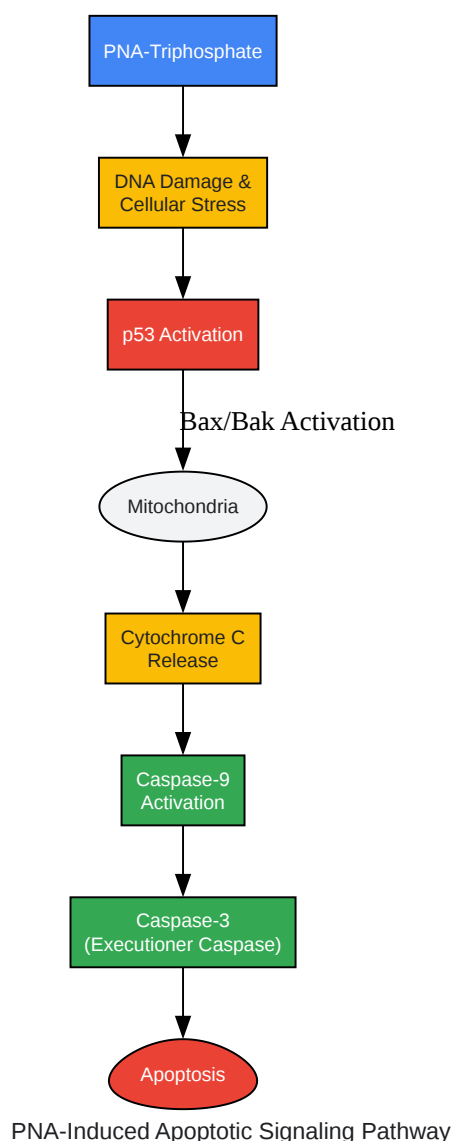 PNA-Triphosphate
DNA Damage &
Cellular Stress
p53 Activation
Bax/Bak Activation
Mitochondria
Cytochrome C
Release
Caspase-9
Activation
Caspase-3
(Executioner Caspase)
Apoptosis
PNA-Induced Apoptotic Signaling Pathway